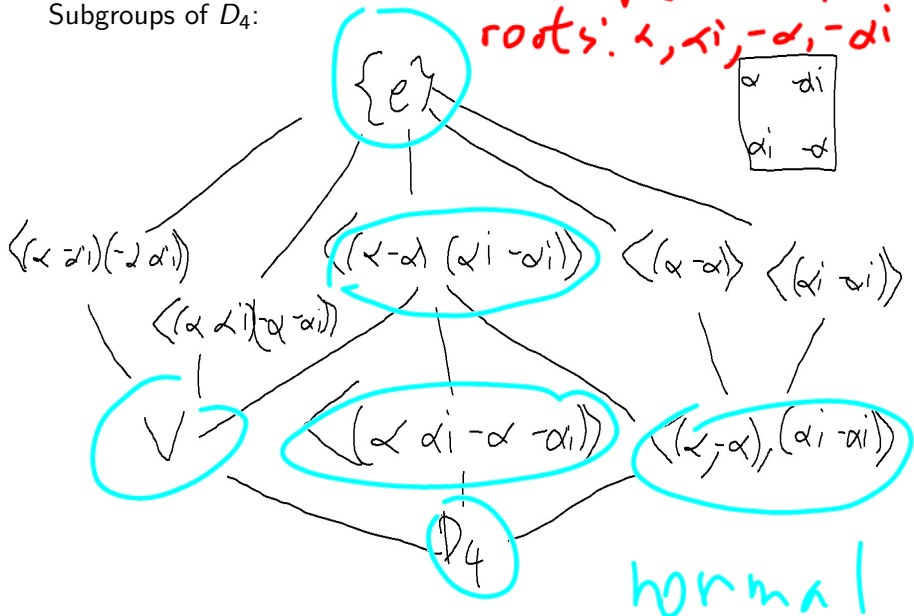 Subgroups of D₄:
roots: α, αi, -α, -αi
{e}
α -αi
αi -α
⟨(α -αi)(-α αi)⟩
⟨(α -α) (αi -αi)⟩
⟨(α -α)⟩
⟨(αi -αi)⟩
⟨(α αi)(-α -αi)⟩
V
⟨(α αi -α -αi)⟩
⟨(α,-α),(αi -αi)⟩
D₄
normal